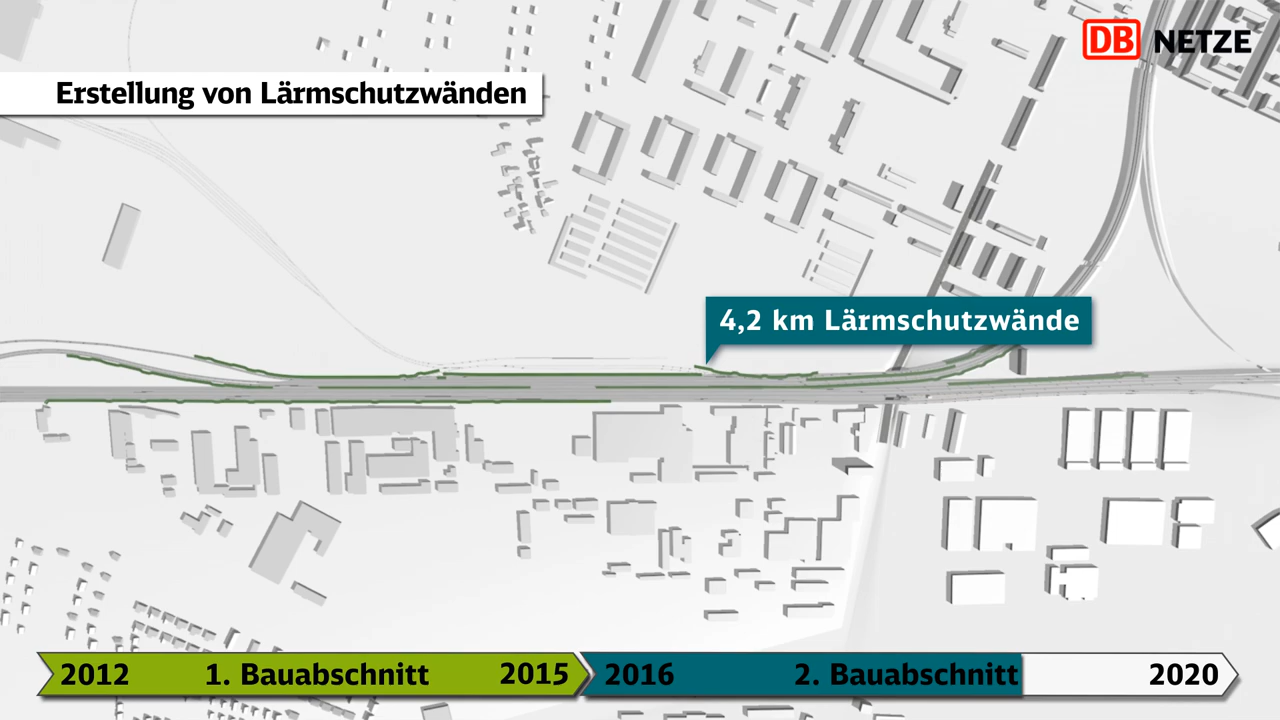 DB NETZE
Erstellung von Lärmschutzwänden
4,2 km Lärmschutzwände
2012 1. Bauabschnitt 2015 2016 2. Bauabschnitt 2020